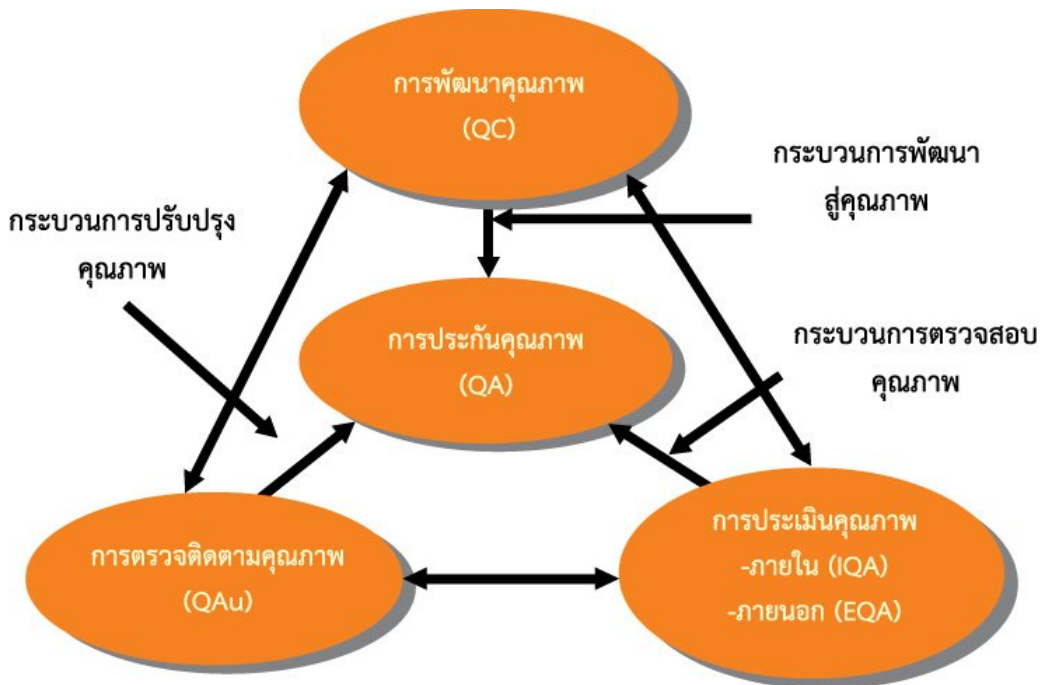 การพัฒนาคุณภาพ
(QC)
กระบวนการพัฒนา
สู่คุณภาพ
กระบวนการปรับปรุง
คุณภาพ
การประกันคุณภาพ
(QA)
กระบวนการตรวจสอบ
คุณภาพ
การตรวจติดตามคุณภาพ
(QAu)
การประเมินคุณภาพ
-ภายใน (IQA)
-ภายนอก (EQA)